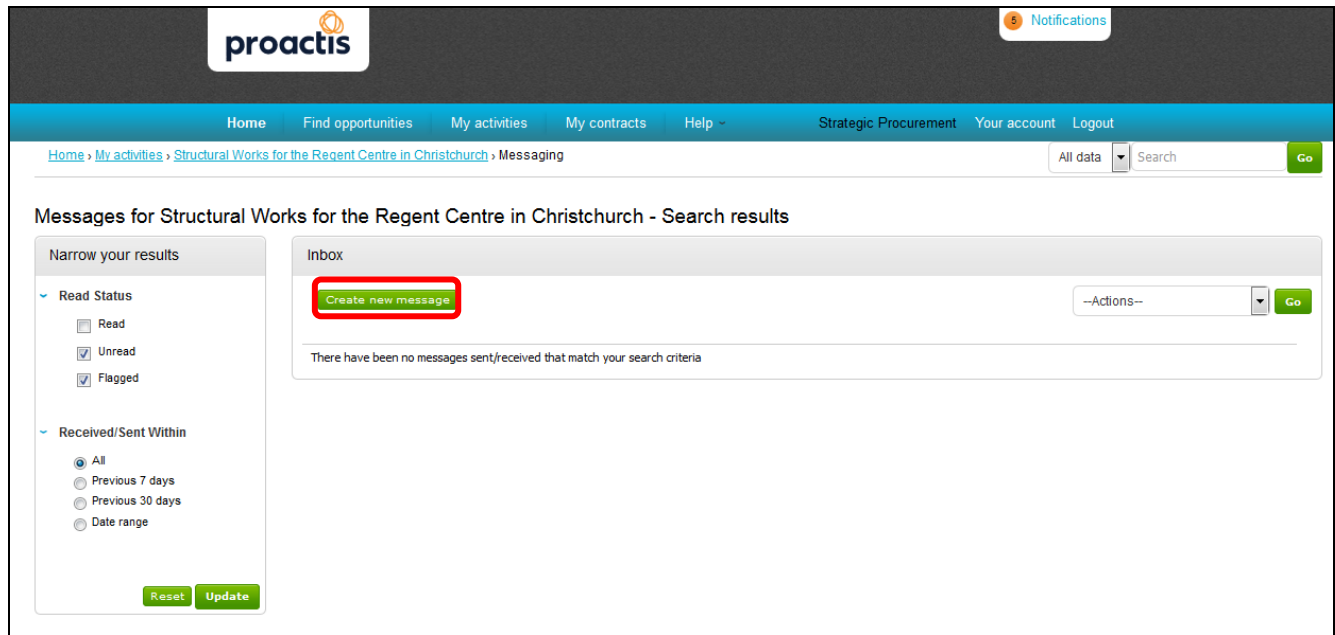 proactis
5 Notifications
Home Find opportunities My activities My contracts Help Strategic Procurement Your account Logout
Home › My activities › Structural Works for the Regent Centre in Christchurch › Messaging
All data Search Go
Messages for Structural Works for the Regent Centre in Christchurch - Search results
Narrow your results
Read Status
Read
Unread
Flagged
Received/Sent Within
All
Previous 7 days
Previous 30 days
Date range
Reset Update
Inbox
Create new message
--Actions-- Go
There have been no messages sent/received that match your search criteria